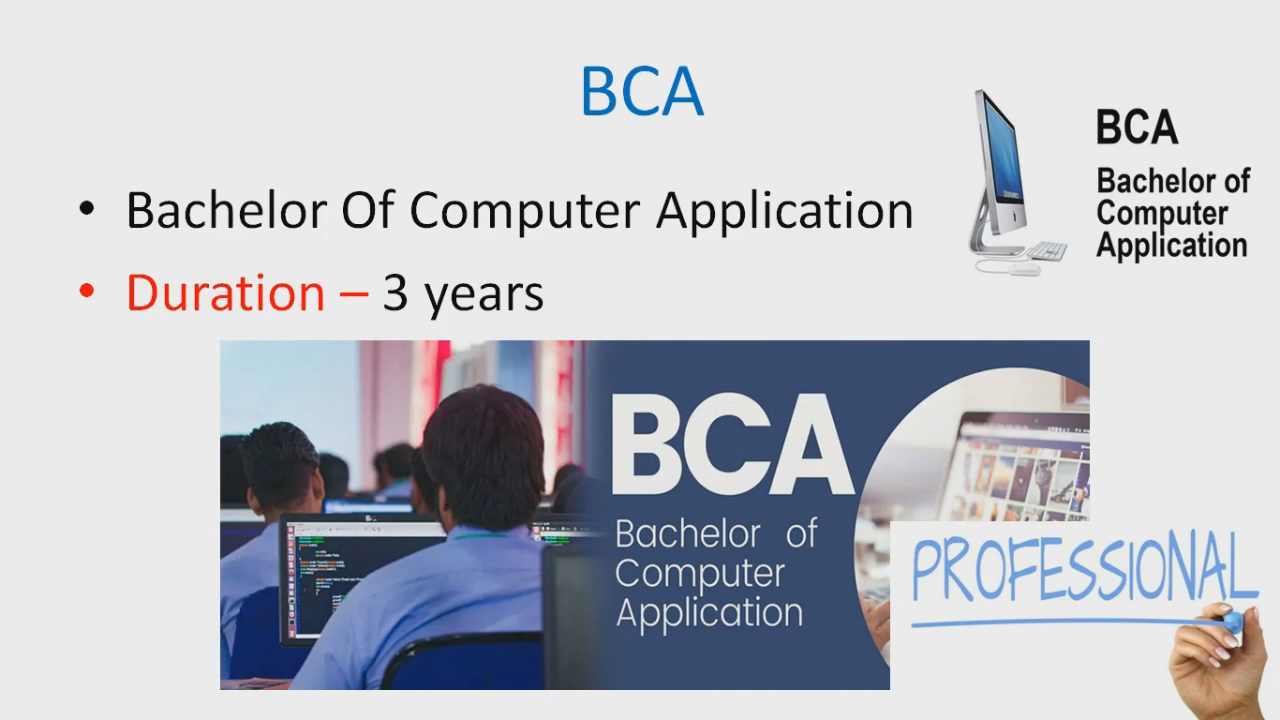 BCA
• Bachelor Of Computer Application
• Duration – 3 years
BCA
Bachelor of
Computer
Application
BCA
Bachelor of
Computer
Application
PROFESSIONAL